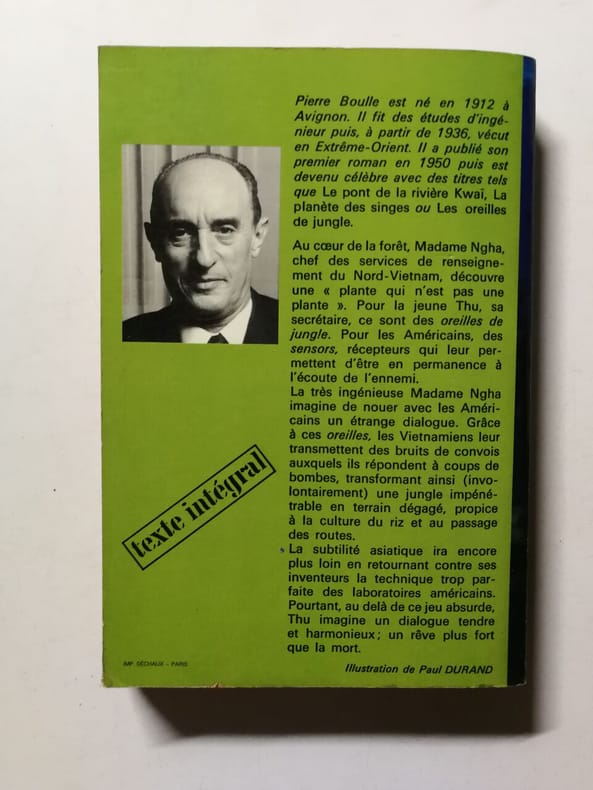 Pierre Boulle est né en 1912 à
Avignon. Il fit des études d'ingé-
nieur puis, à partir de 1936, vécut
en Extrême-Orient. Il a publié son
premier roman en 1950 puis est
devenu célèbre avec des titres tels
que Le pont de la rivière Kwaï, La
planète des singes ou Les oreilles
de jungle.
Au cœur de la forêt, Madame Ngha,
chef des services de renseigne-
ment du Nord-Vietnam, découvre
une « plante qui n'est pas une
plante ». Pour la jeune Thu, sa
secrétaire, ce sont des oreilles de
jungle. Pour les Américains, des
sensors, récepteurs qui leur per-
mettent d'être en permanence à
l'écoute de l'ennemi.
La très ingénieuse Madame Ngha
imagine de nouer avec les Améri-
cains un étrange dialogue. Grâce
à ces oreilles, les Vietnamiens leur
transmettent des bruits de convois
auxquels ils répondent à coups de
bombes, transformant ainsi (invo-
lontairement) une jungle impéné-
trable en terrain dégagé, propice
à la culture du riz et au passage
des routes.
La subtilité asiatique ira encore
plus loin en retournant contre ses
inventeurs la technique trop par-
faite des laboratoires américains.
Pourtant, au delà de ce jeu absurde,
Thu imagine un dialogue tendre
et harmonieux ; un rêve plus fort
que la mort.
Illustration de Paul DURAND
texte intégral
IMP. DÉCHAUX - PARIS